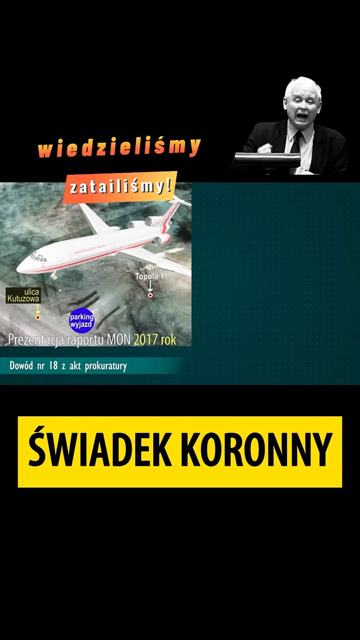 wiedzieliśmy
zatailiśmy!
Topola 11
ulica
Kutuzowa
parking
wyjazd
Prezentacja raportu MON 2017 rok
Dowód nr 18 z akt prokuratury
ŚWIADEK KORONNY